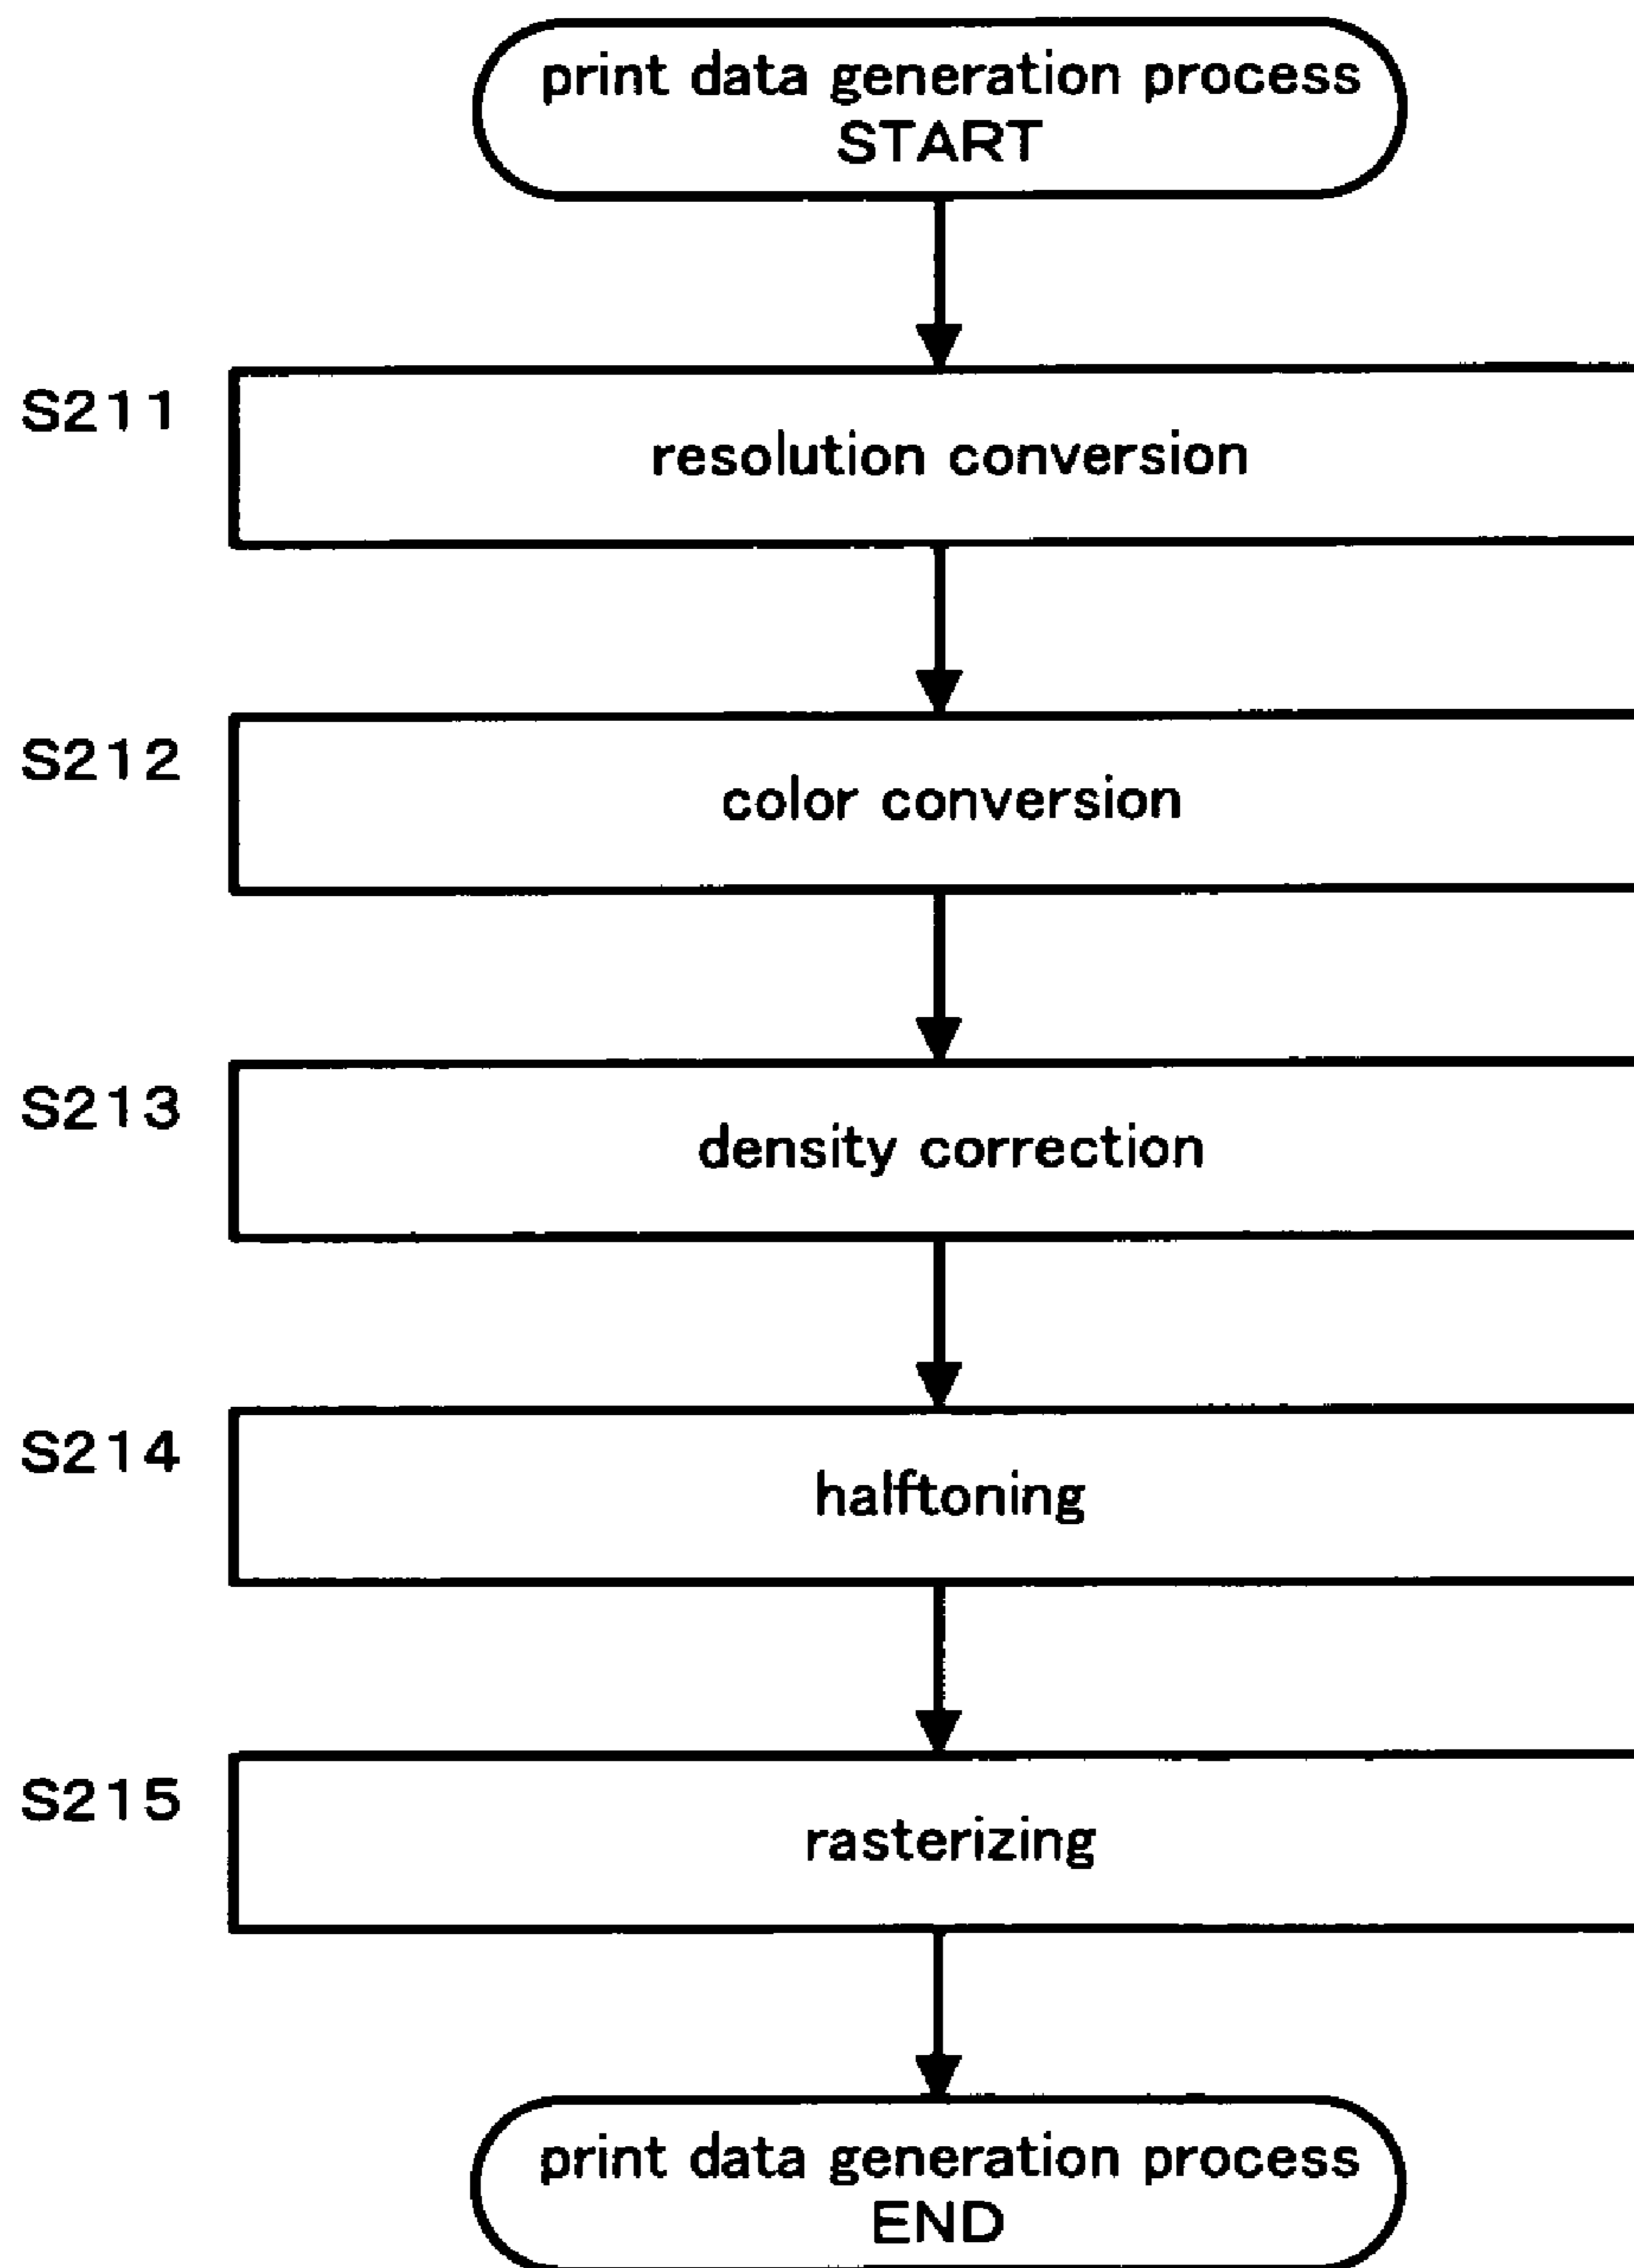 print data generation process
START
S211
resolution conversion
S212
color conversion
S213
density correction
S214
halftoning
S215
rasterizing
print data generation process
END